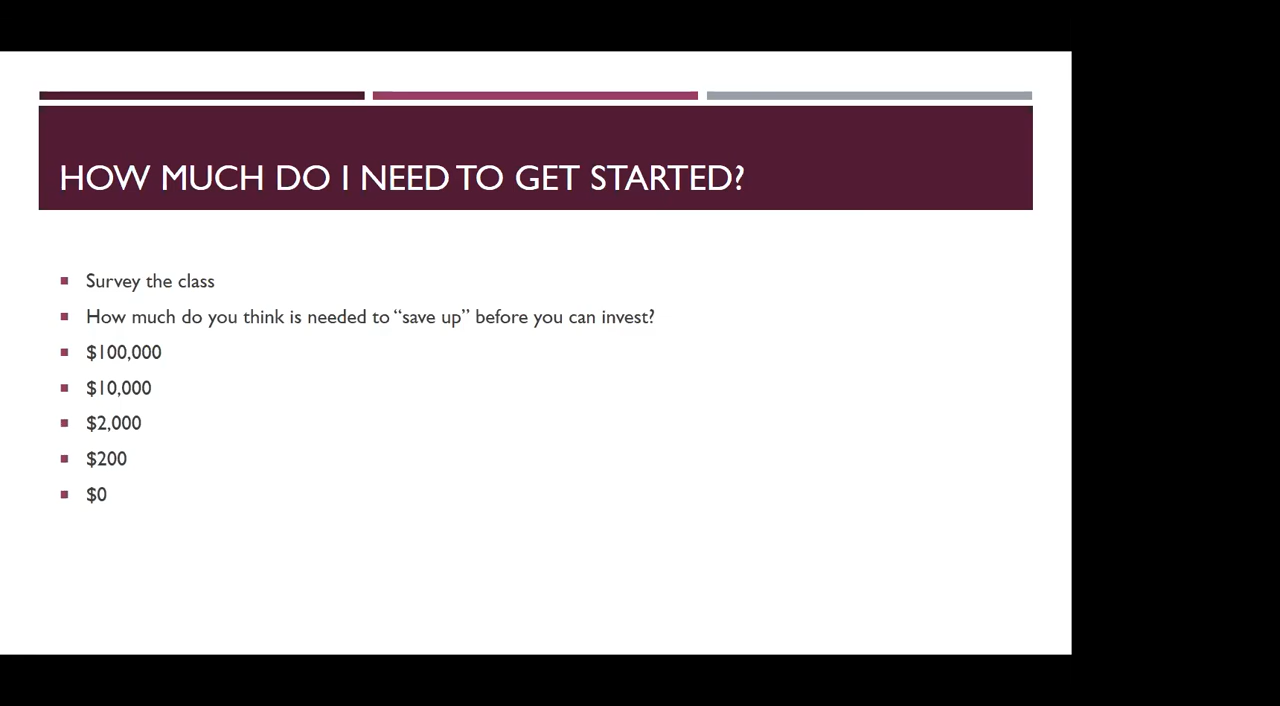 HOW MUCH DO I NEED TO GET STARTED?
Survey the class
How much do you think is needed to “save up” before you can invest?
$100,000
$10,000
$2,000
$200
$0